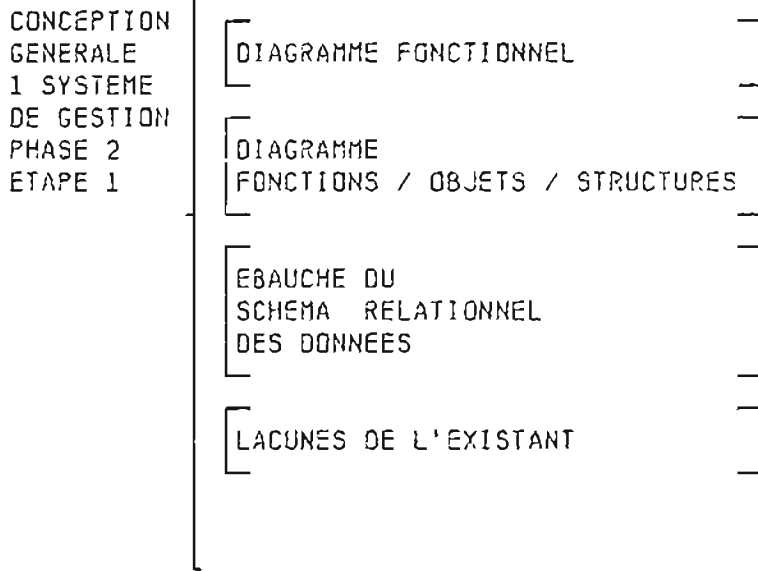 CONCEPTION
GENERALE
1 SYSTEME
DE GESTION
PHASE 2
ETAPE 1
DIAGRAMME FONCTIONNEL
DIAGRAMME
FONCTIONS / OBJETS / STRUCTURES
EBAUCHE DU
SCHEMA RELATIONNEL
DES DONNEES
LACUNES DE L'EXISTANT